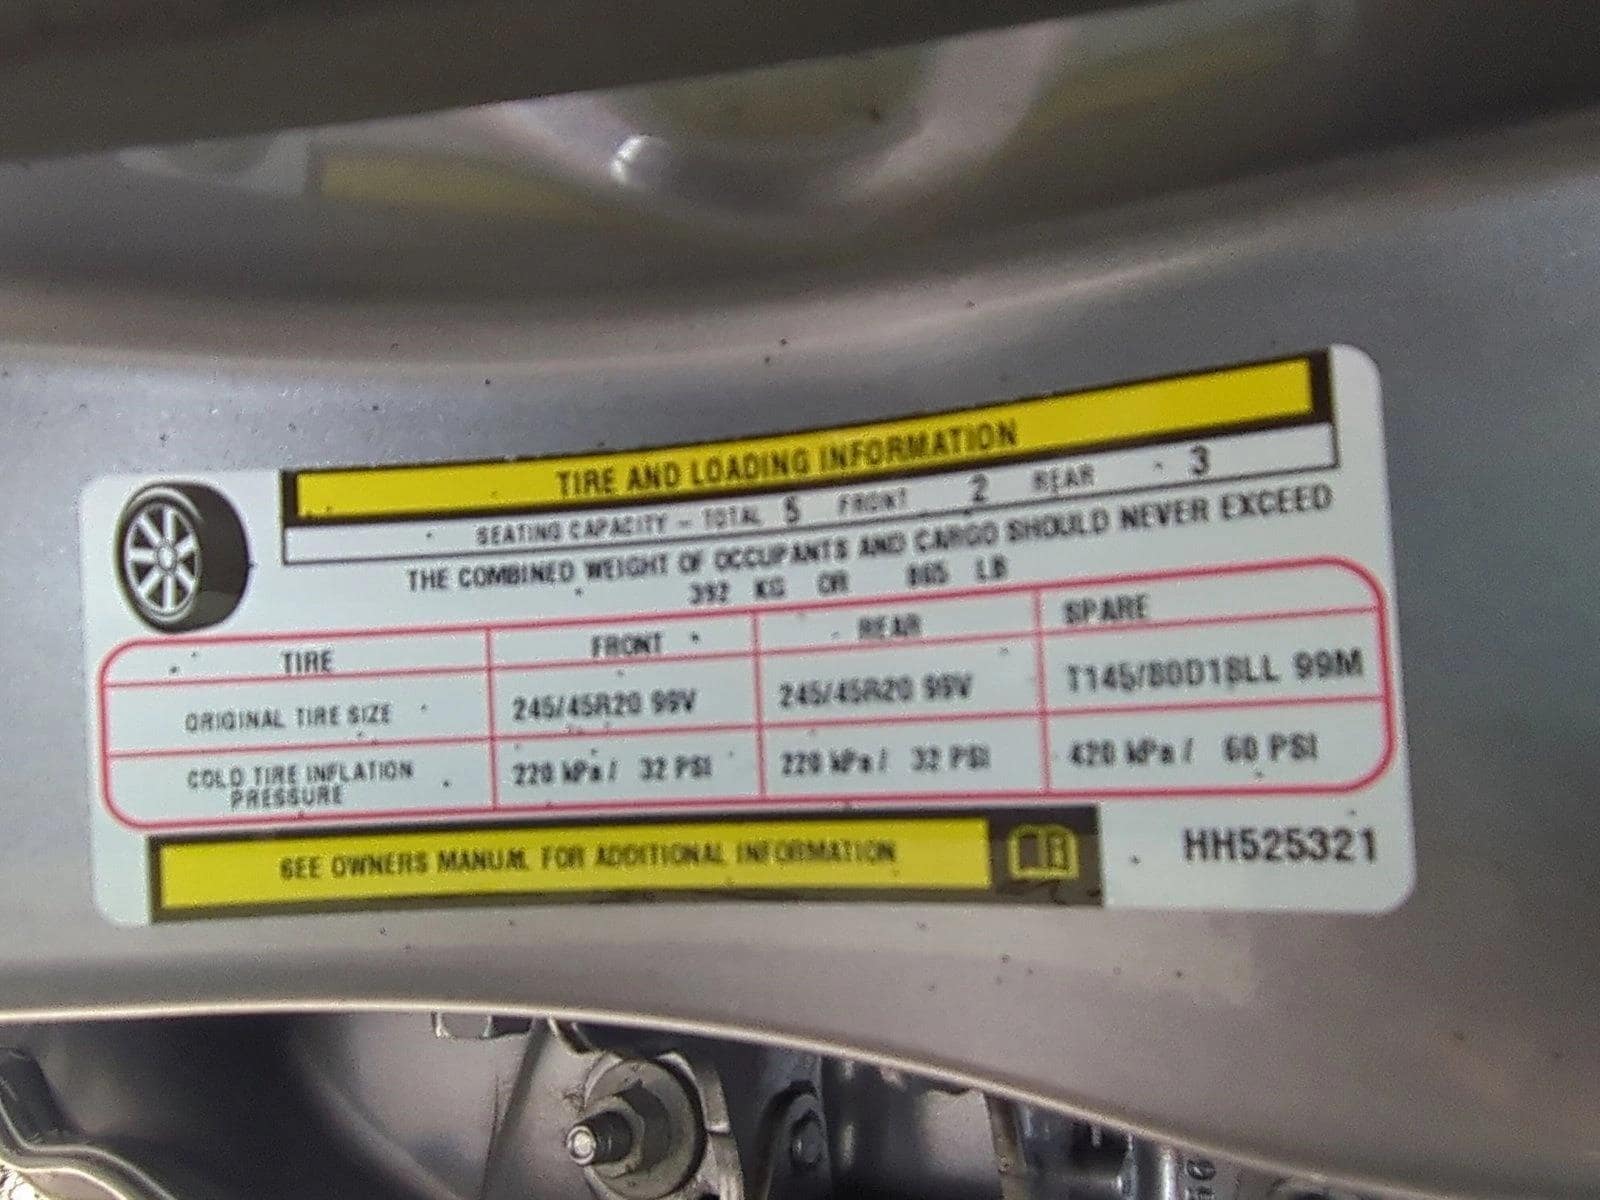 TIRE AND LOADING INFORMATION
SEATING CAPACITY - TOTAL 5 FRONT 2 REAR 3
THE COMBINED WEIGHT OF OCCUPANTS AND CARGO SHOULD NEVER EXCEED
392 KG OR 865 LB
TIRE FRONT REAR SPARE
ORIGINAL TIRE SIZE 245/45R20 99V 245/45R20 99V T145/80D18LL 99M
COLD TIRE INFLATION PRESSURE 220 kPa / 32 PSI 220 kPa / 32 PSI 420 kPa / 60 PSI
SEE OWNERS MANUAL FOR ADDITIONAL INFORMATION
HH525321